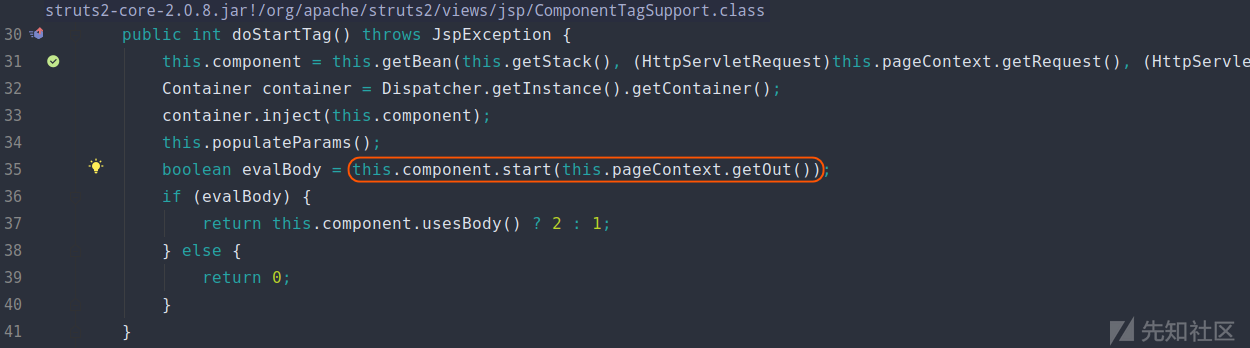 struts2-core-2.0.8.jar!/org/apache/struts2/views/jsp/ComponentTagSupport.class
30 public int doStartTag() throws JspException {
31 this.component = this.getBean(this.getStack(), (HttpServletRequest)this.pageContext.getRequest(), (HttpServle
32 Container container = Dispatcher.getInstance().getContainer();
33 container.inject(this.component);
34 this.populateParams();
35 boolean evalBody = this.component.start(this.pageContext.getOut());
36 if (evalBody) {
37 return this.component.usesBody() ? 2 : 1;
38 } else {
39 return 0;
40 }
41 }
先知社区